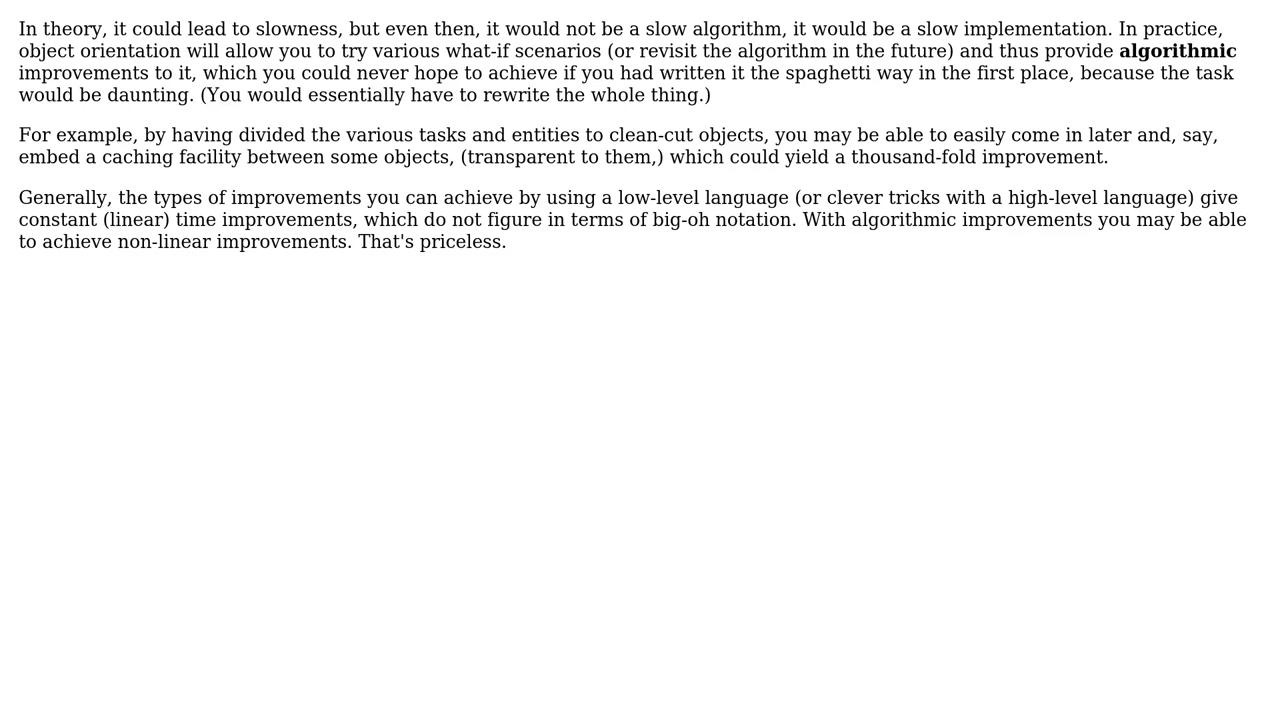 In theory, it could lead to slowness, but even then, it would not be a slow algorithm, it would be a slow implementation. In practice,
object orientation will allow you to try various what-if scenarios (or revisit the algorithm in the future) and thus provide algorithmic
improvements to it, which you could never hope to achieve if you had written it the spaghetti way in the first place, because the task
would be daunting. (You would essentially have to rewrite the whole thing.)
For example, by having divided the various tasks and entities to clean-cut objects, you may be able to easily come in later and, say,
embed a caching facility between some objects, (transparent to them,) which could yield a thousand-fold improvement.
Generally, the types of improvements you can achieve by using a low-level language (or clever tricks with a high-level language) give
constant (linear) time improvements, which do not figure in terms of big-oh notation. With algorithmic improvements you may be able
to achieve non-linear improvements. That's priceless.